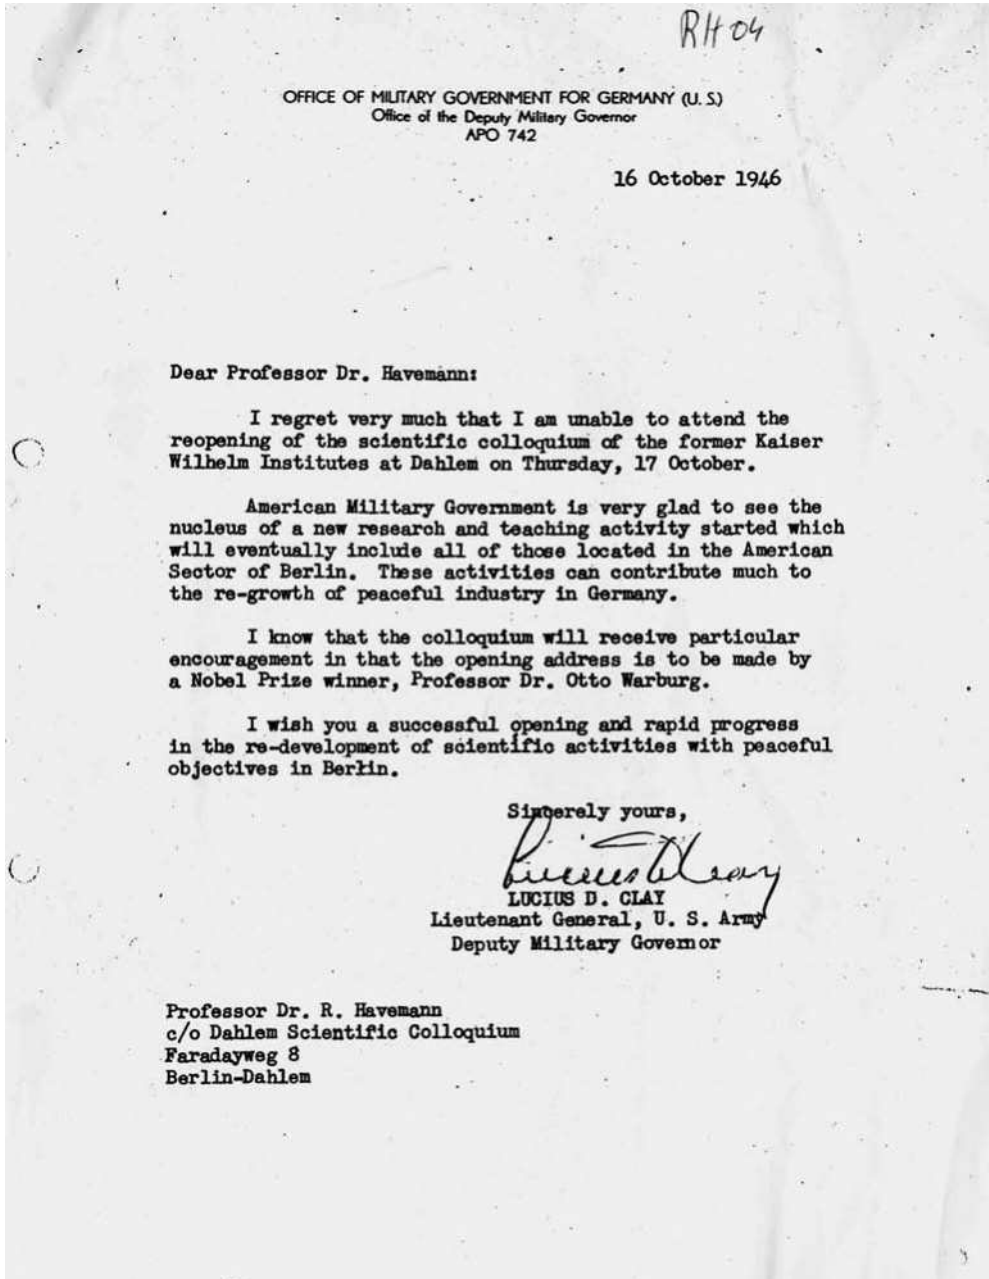 RH 04
OFFICE OF MILITARY GOVERNMENT FOR GERMANY (U. S.)
Office of the Deputy Military Governor
APO 742
16 October 1946
Dear Professor Dr. Havemann:
I regret very much that I am unable to attend the
reopening of the scientific colloquium of the former Kaiser
Wilhelm Institutes at Dahlem on Thursday, 17 October.
American Military Government is very glad to see the
nucleus of a new research and teaching activity started which
will eventually include all of those located in the American
Sector of Berlin. These activities can contribute much to
the re-growth of peaceful industry in Germany.
I know that the colloquium will receive particular
encouragement in that the opening address is to be made by
a Nobel Prize winner, Professor Dr. Otto Warburg.
I wish you a successful opening and rapid progress
in the re-development of scientific activities with peaceful
objectives in Berlin.
Sincerely yours,
Lucius D Clay
LUCIUS D. CLAY
Lieutenant General, U. S. Army
Deputy Military Governor
Professor Dr. R. Havemann
c/o Dahlem Scientific Colloquium
Faradayweg 8
Berlin-Dahlem